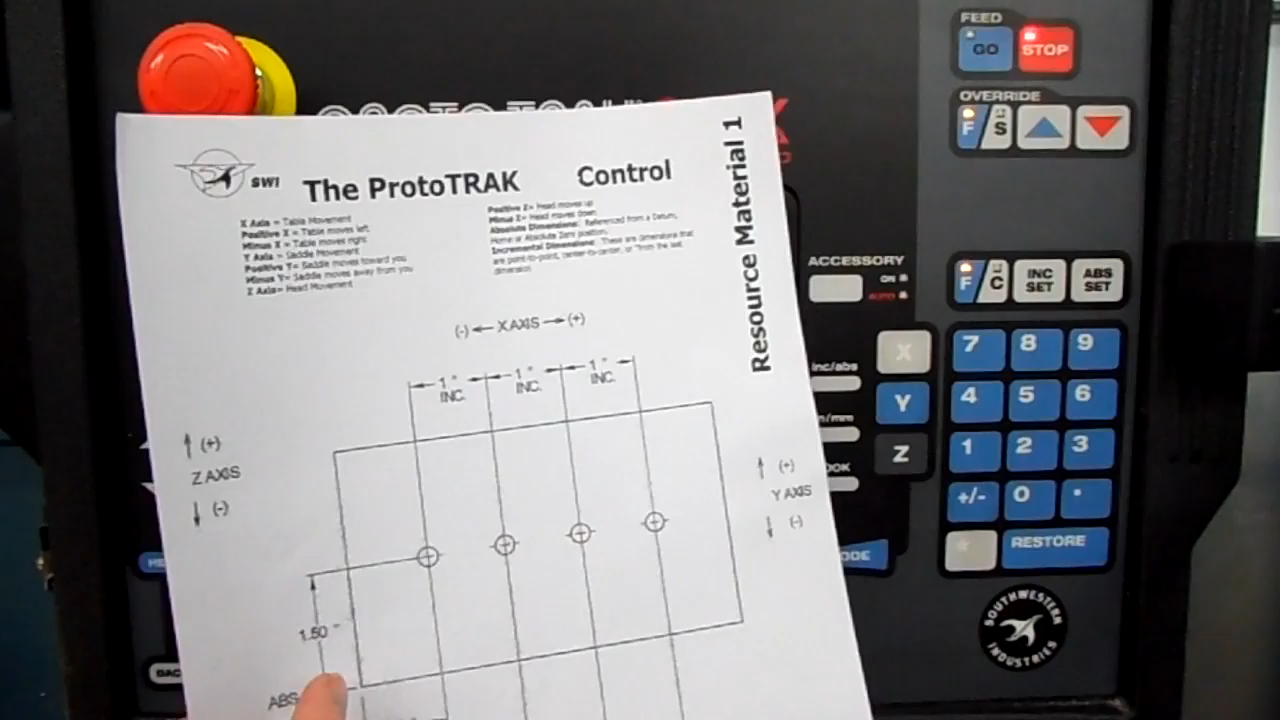 FEED
GO
STOP
OVERRIDE
F
S
SWI
The ProtoTRAK Control
Resource Material 1
X Axis = Table Movement
Positive X = Table moves left
Minus X = Table moves right
Y Axis = Saddle Movement
Positive Y= Saddle moves toward you
Minus Y= Saddle moves away from you
Z Axis= Head Movement
Positive Z= Head moves up
Minus Z= Head moves down
Absolute Dimensions: Referenced from a Datum,
Home or Absolute Zero position.
Incremental Dimensions: These are dimensions that
are point-to-point, center-to-center, or "from the last
dimension
(-) X AXIS (+)
1 " 1 " 1 "
INC. INC. INC.
(+)
Z AXIS
(-)
(+)
Y AXIS
(-)
1.50 "
ABS
ACCESSORY
ON
AUTO
F
C
INC
SET
ABS
SET
inc/abs
X
Y
Z
7 8 9
4 5 6
1 2 3
+/- 0 .
RESTORE
SOUTHWESTERN
INDUSTRIES